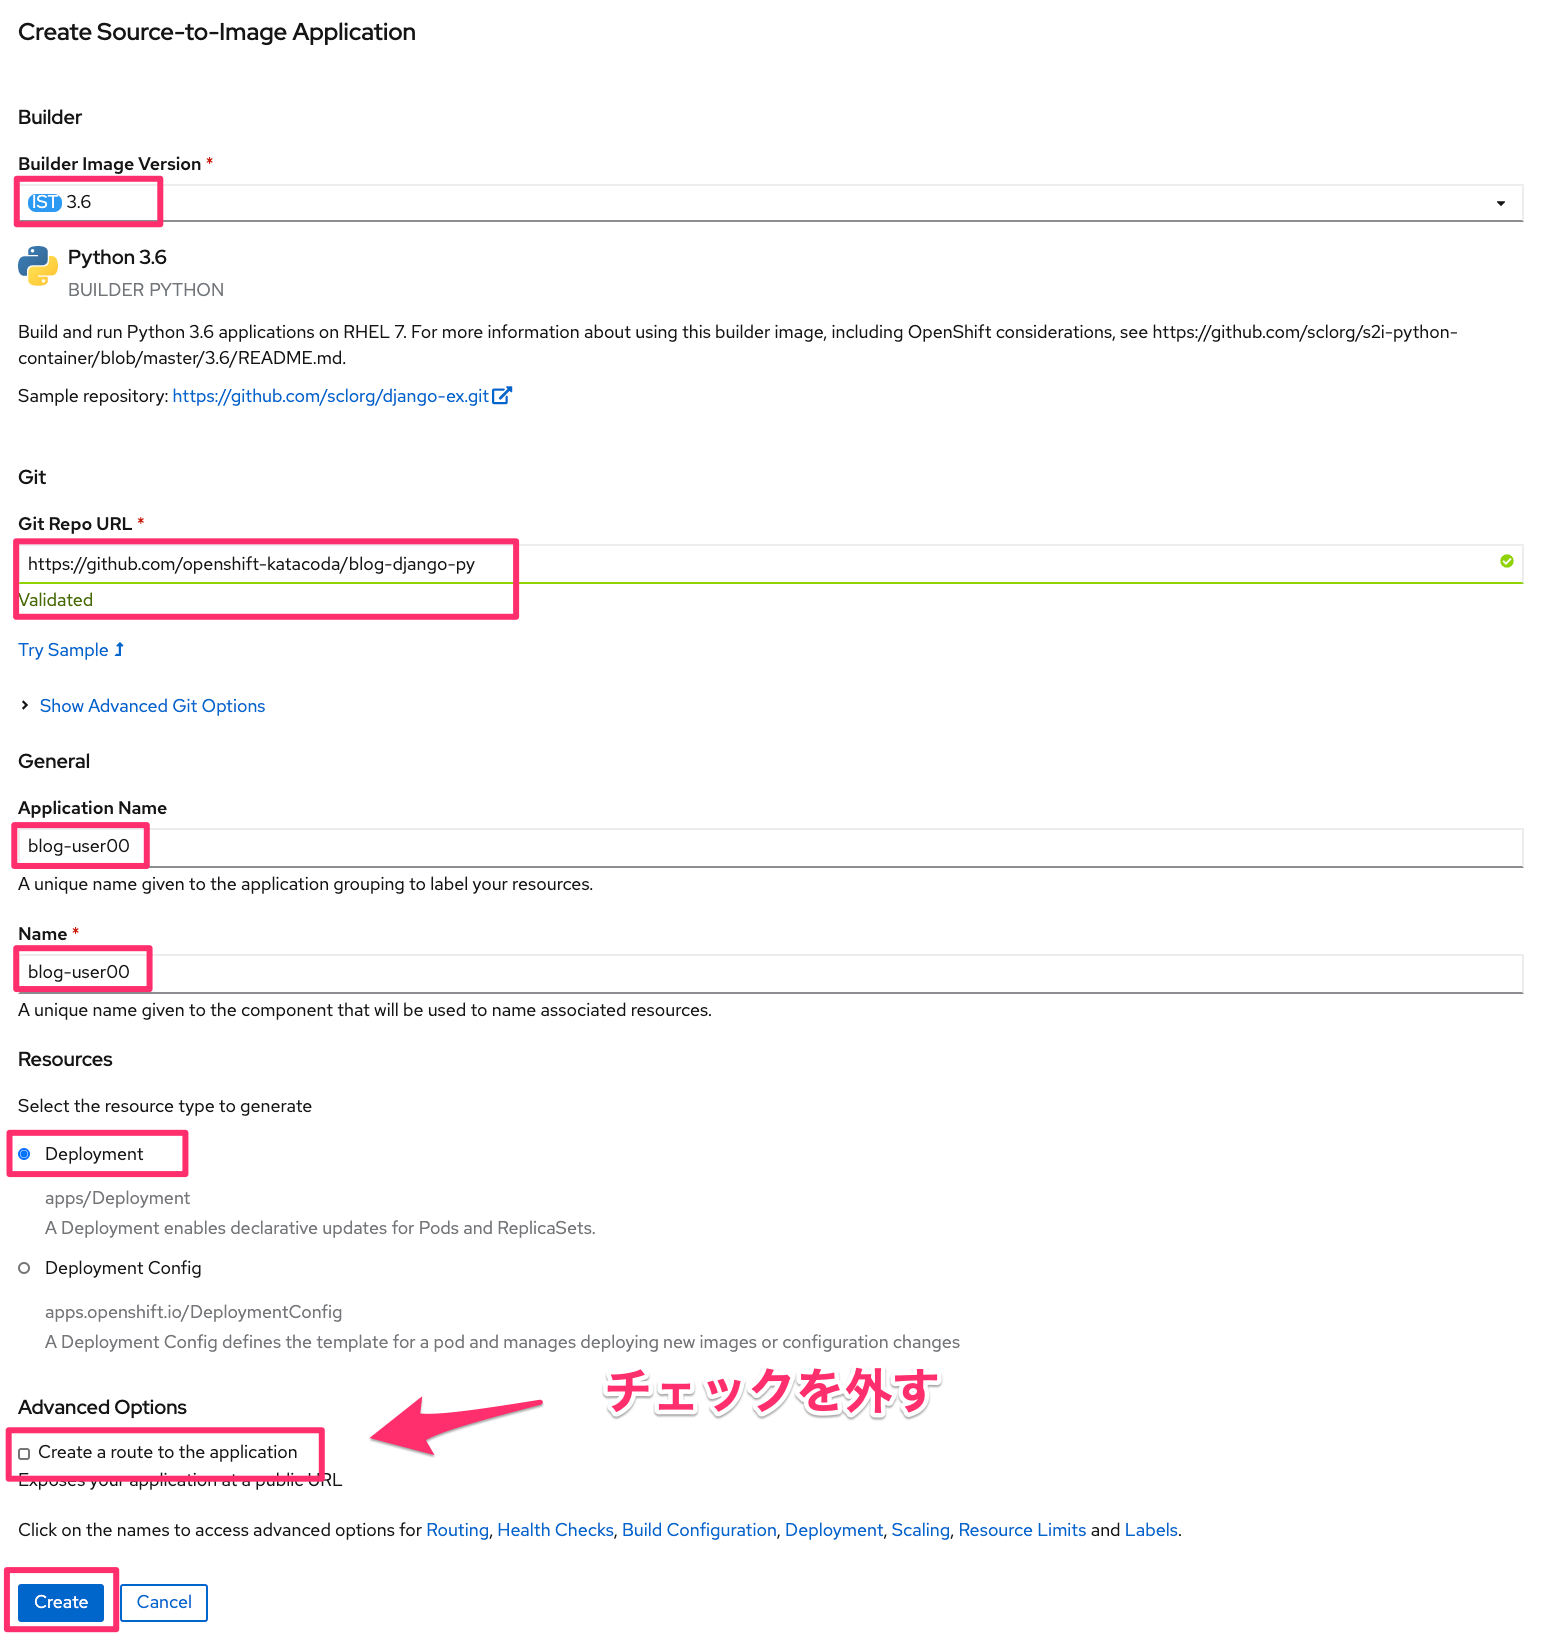 Create Source-to-Image Application
Builder
Builder Image Version *
IST 3.6
Python 3.6
BUILDER PYTHON
Build and run Python 3.6 applications on RHEL 7. For more information about using this builder image, including OpenShift considerations, see https://github.com/sclorg/s2i-python-
container/blob/master/3.6/README.md.
Sample repository: https://github.com/sclorg/django-ex.git
Git
Git Repo URL *
https://github.com/openshift-katacoda/blog-django-py
Validated
Try Sample
Show Advanced Git Options
General
Application Name
blog-user00
A unique name given to the application grouping to label your resources.
Name *
blog-user00
A unique name given to the component that will be used to name associated resources.
Resources
Select the resource type to generate
Deployment
apps/Deployment
A Deployment enables declarative updates for Pods and ReplicaSets.
Deployment Config
apps.openshift.io/DeploymentConfig
A Deployment Config defines the template for a pod and manages deploying new images or configuration changes
チェックを外す
Advanced Options
Create a route to the application
Exposes your application at a public URL
Click on the names to access advanced options for Routing, Health Checks, Build Configuration, Deployment, Scaling, Resource Limits and Labels.
Create Cancel